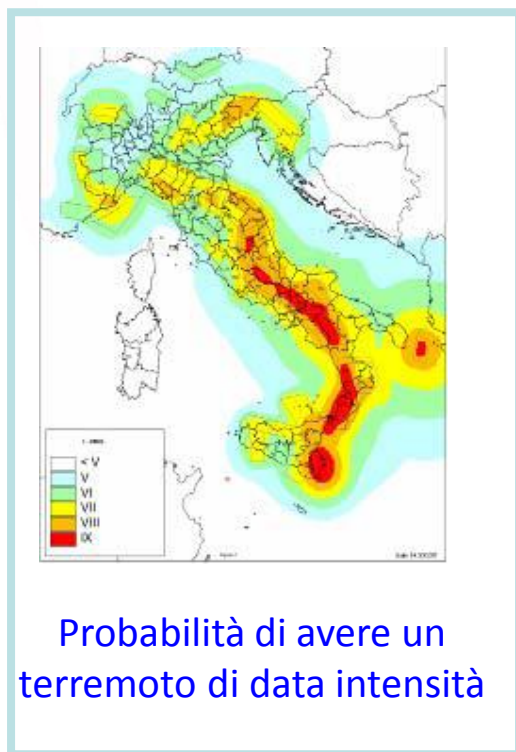 < V
V
VI
VII
VIII
IX
Probabilità di avere un
terremoto di data intensità